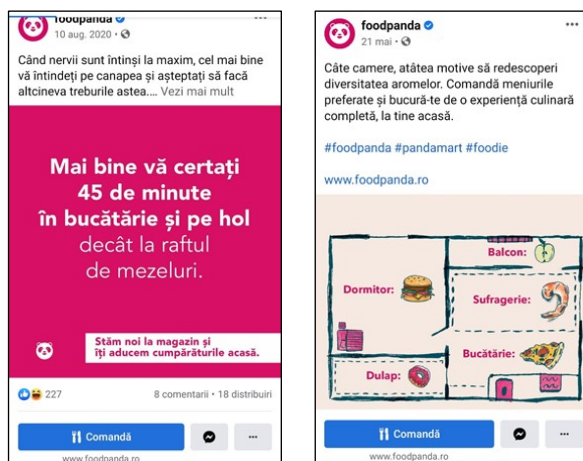 foodpanda
10 aug. 2020 •
Când nervii sunt întinși la maxim, cel mai bine
vă întindeți pe canapea și așteptați să facă
altcineva treburile astea.... Vezi mai mult
Mai bine vă certați
45 de minute
în bucătărie și pe hol
decât la raftul
de mezeluri.
Stăm noi la magazin și
îți aducem cumpărăturile acasă.
227
8 comentarii • 18 distribuiri
Comandă
www.foodpanda.ro
foodpanda
21 mai •
Câte camere, atâtea motive să redescoperi
diversitatea aromelor. Comandă meniurile
preferate și bucură-te de o experiență culinară
completă, la tine acasă.
#foodpanda #pandamart #foodie
www.foodpanda.ro
Balcon:
Dormitor:
Sufragerie:
Bucătărie:
Dulap:
Comandă
www.foodpanda.ro